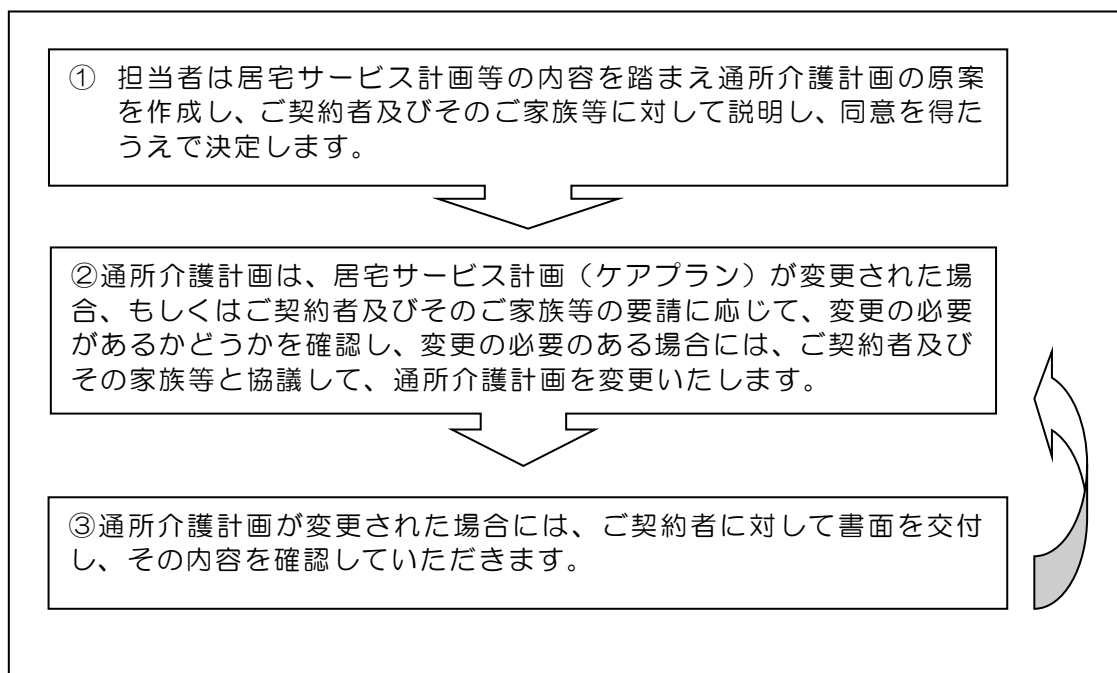 ① 担当者は居宅サービス計画等の内容を踏まえ通所介護計画の原案
を作成し、ご契約者及びそのご家族等に対して説明し、同意を得た
うえで決定します。
②通所介護計画は、居宅サービス計画（ケアプラン）が変更された場
合、もしくはご契約者及びそのご家族等の要請に応じて、変更の必要
があるかどうかを確認し、変更の必要のある場合には、ご契約者及び
その家族等と協議して、通所介護計画を変更いたします。
③通所介護計画が変更された場合には、ご契約者に対して書面を交付
し、その内容を確認していただきます。